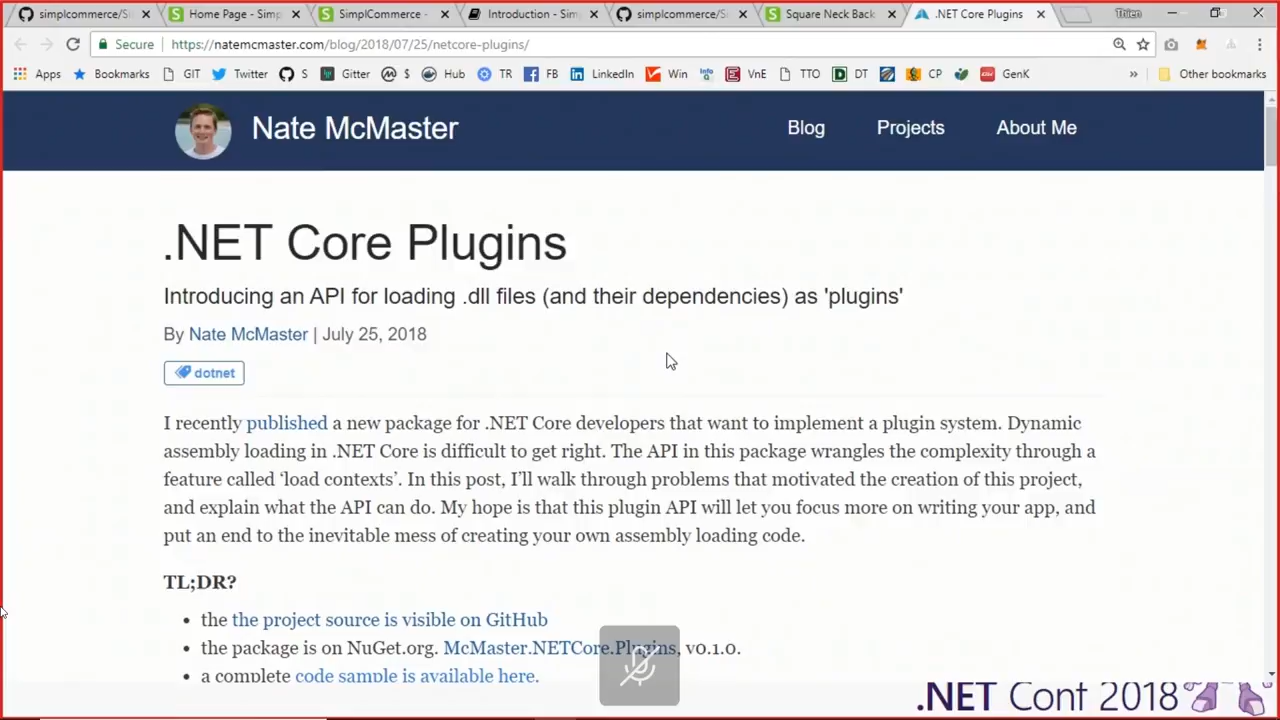 simplcommerce/Si
Home Page - Simp
SimplCommerce -
Introduction - Sim
simplcommerce/Si
Square Neck Back
.NET Core Plugins
Thien
Secure
https://natemcmaster.com/blog/2018/07/25/netcore-plugins/
Apps
Bookmarks
GIT
Twitter
S
Gitter
$
Hub
TR
FB
LinkedIn
Win
VnE
TTO
DT
CP
GenK
»
Other bookmarks
Nate McMaster
Blog
Projects
About Me
.NET Core Plugins
Introducing an API for loading .dll files (and their dependencies) as 'plugins'
By Nate McMaster | July 25, 2018
dotnet
I recently published a new package for .NET Core developers that want to implement a plugin system. Dynamic
assembly loading in .NET Core is difficult to get right. The API in this package wrangles the complexity through a
feature called ‘load contexts’. In this post, I’ll walk through problems that motivated the creation of this project,
and explain what the API can do. My hope is that this plugin API will let you focus more on writing your app, and
put an end to the inevitable mess of creating your own assembly loading code.
TL;DR?
• the the project source is visible on GitHub
• the package is on NuGet.org. McMaster.NETCore.Plugins, v0.1.0.
• a complete code sample is available here.
.NET Conf 2018